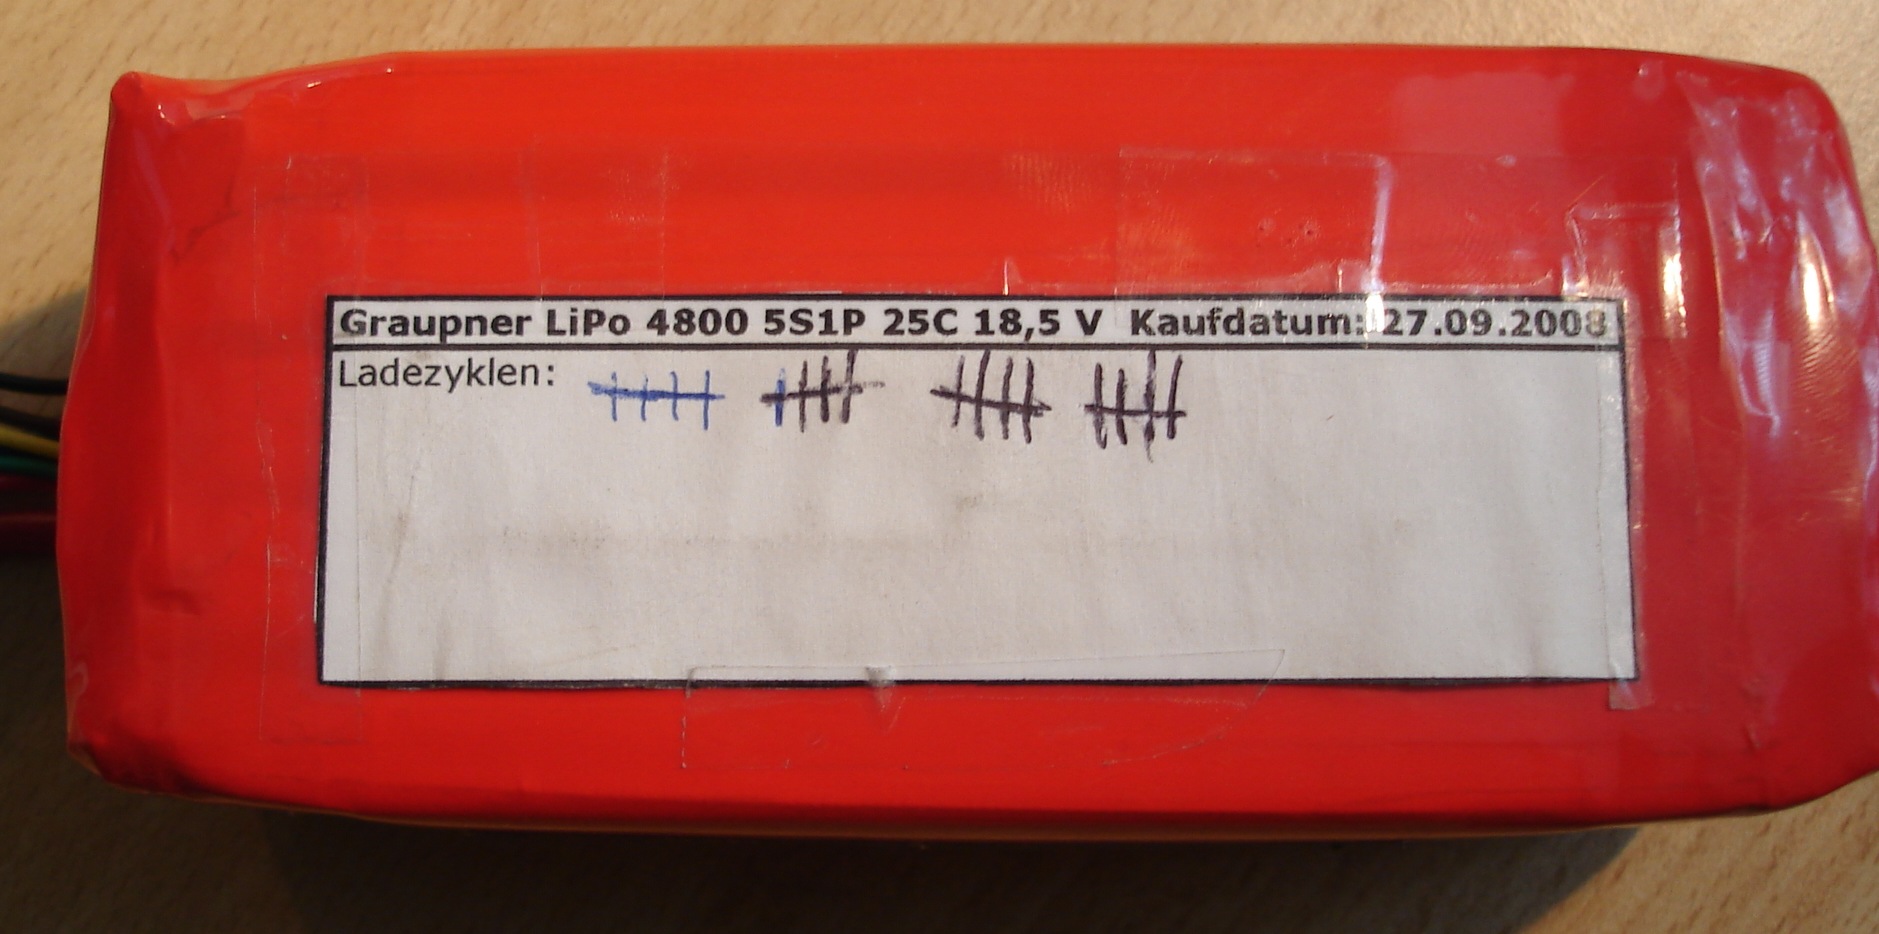 Graupner LiPo 4800 5S1P 25C 18,5 V Kaufdatum: 27.09.2008
Ladezyklen: